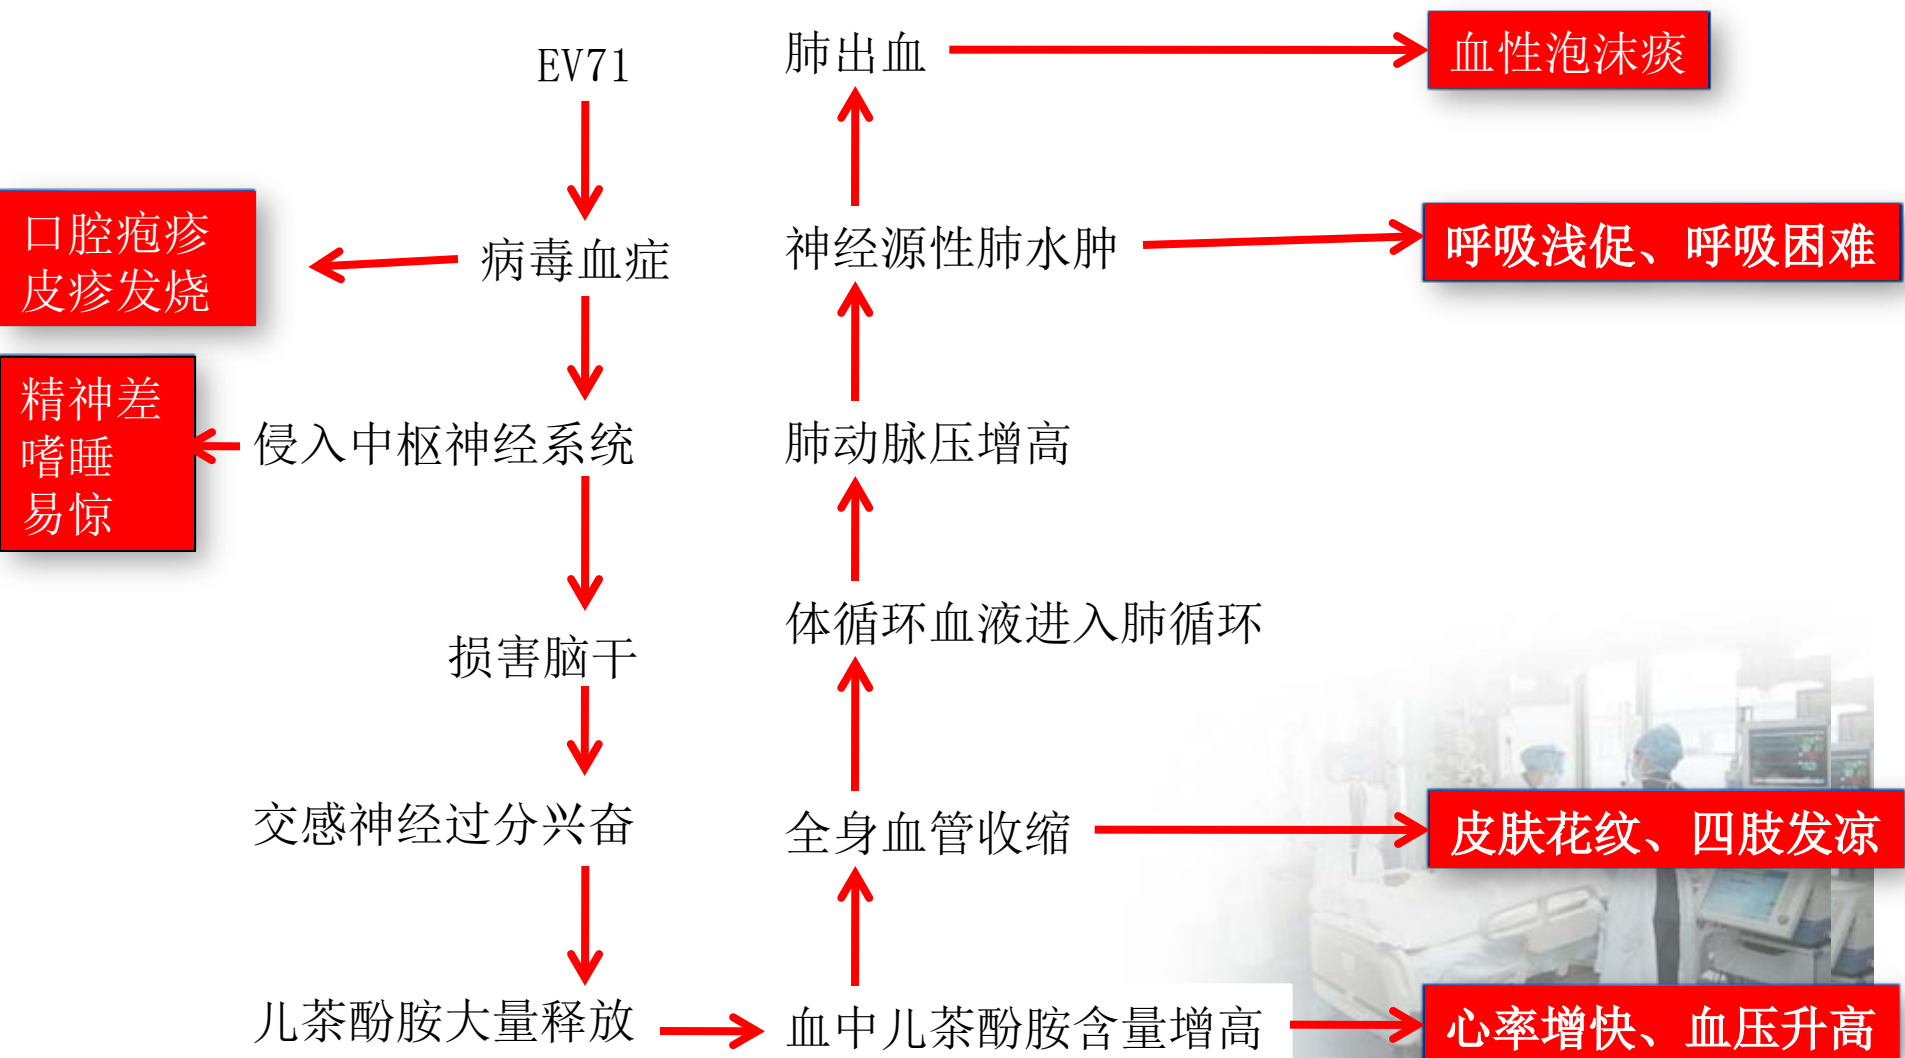 EV71
病毒血症
口腔疱疹
皮疹发烧
侵入中枢神经系统
精神差
嗜睡
易惊
损害脑干
交感神经过分兴奋
儿茶酚胺大量释放
血中儿茶酚胺含量增高
心率增快、血压升高
全身血管收缩
皮肤花纹、四肢发凉
体循环血液进入肺循环
肺动脉压增高
神经源性肺水肿
呼吸浅促、呼吸困难
肺出血
血性泡沫痰